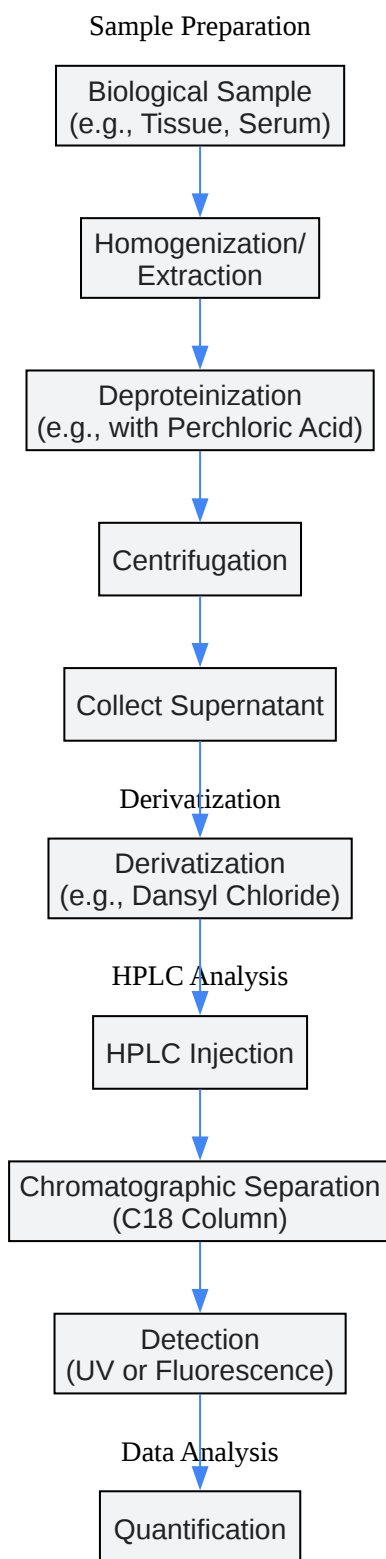 Sample Preparation
Biological Sample
(e.g., Tissue, Serum)
Homogenization/
Extraction
Deproteinization
(e.g., with Perchloric Acid)
Centrifugation
Collect Supernatant
Derivatization
Derivatization
(e.g., Dansyl Chloride)
HPLC Analysis
HPLC Injection
Chromatographic Separation
(C18 Column)
Detection
(UV or Fluorescence)
Data Analysis
Quantification